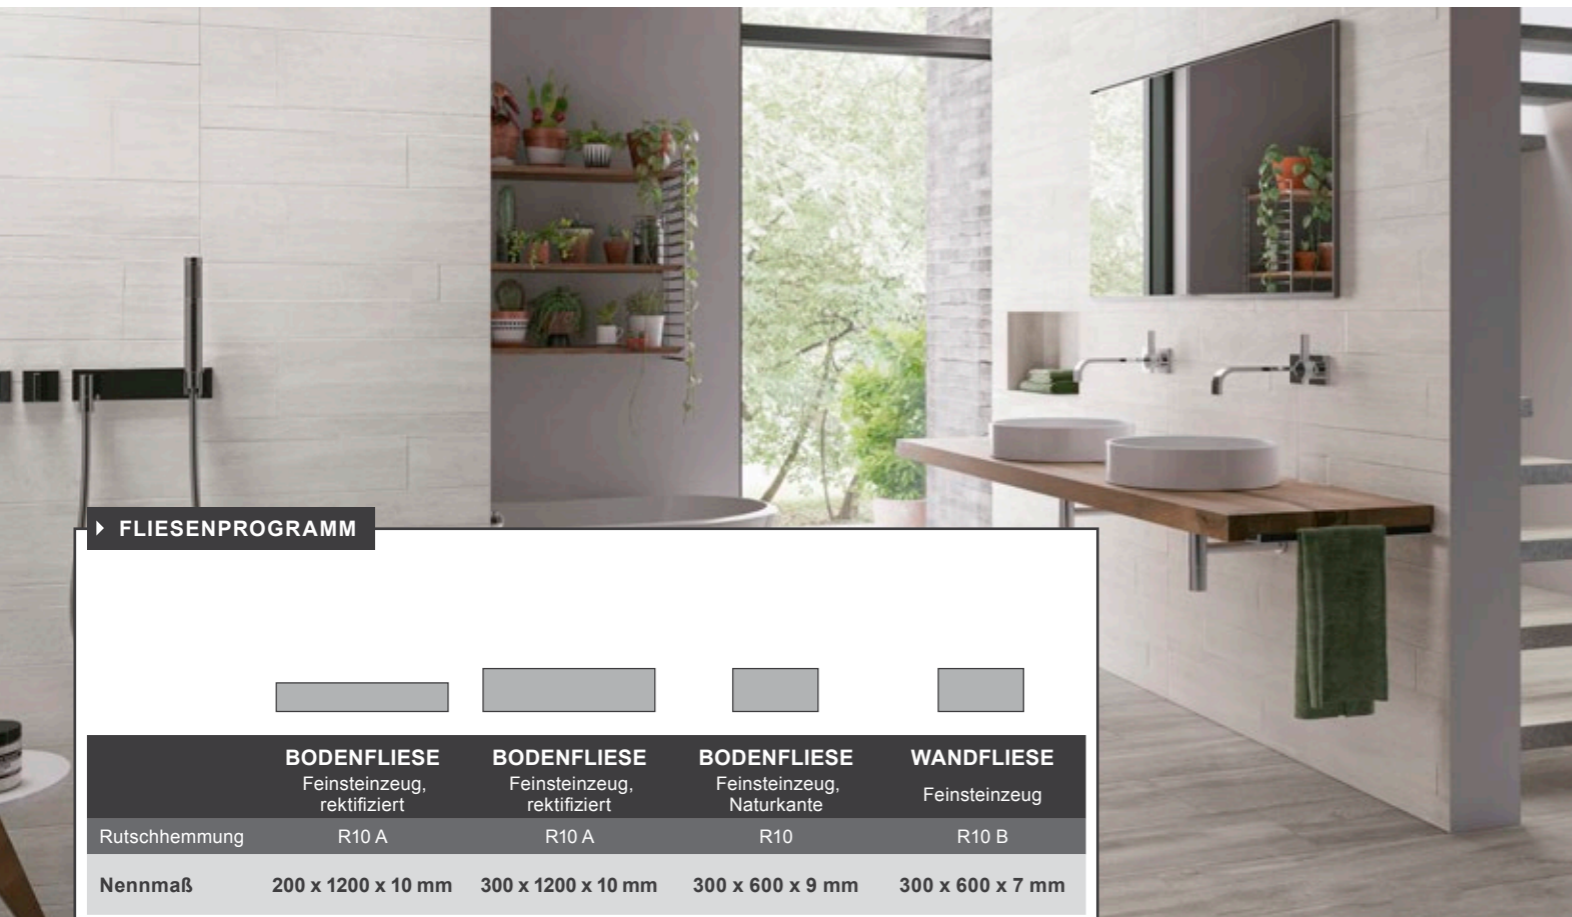 FLIESENPROGRAMM
BODENFLIESE BODENFLIESE BODENFLIESE WANDFLIESE
Feinsteinzeug, Feinsteinzeug, Feinsteinzeug, Feinsteinzeug
rektifiziert rektifiziert Naturkante
Rutschhemmung R10 A R10 A R10 R10 B
Nennmaß 200 x 1200 x 10 mm 300 x 1200 x 10 mm 300 x 600 x 9 mm 300 x 600 x 7 mm